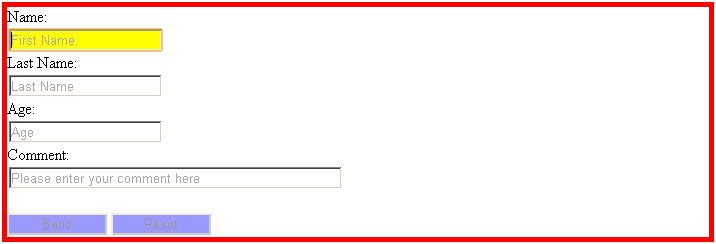 Name:
First Name
Last Name:
Last Name
Age:
Age
Comment:
Please enter your comment here
Send Reset